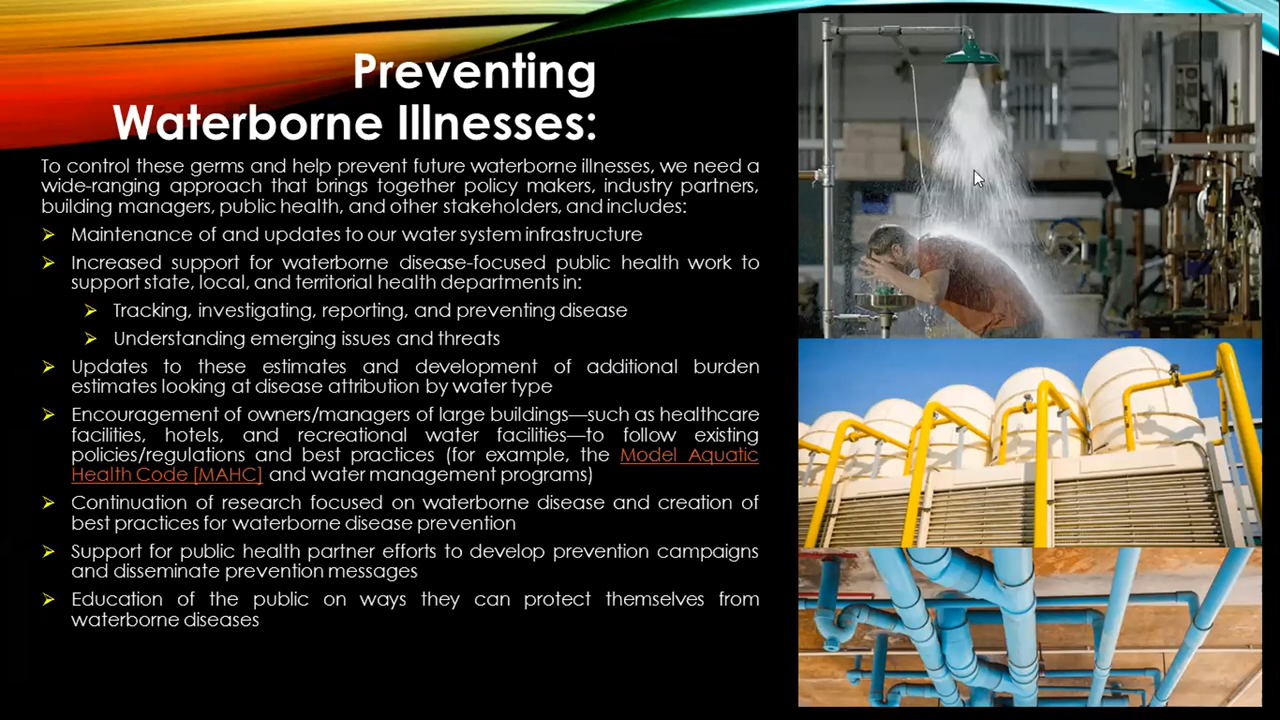 Preventing
Waterborne Illnesses:
To control these germs and help prevent future waterborne illnesses, we need a
wide-ranging approach that brings together policy makers, industry partners,
building managers, public health, and other stakeholders, and includes:
Maintenance of and updates to our water system infrastructure
Increased support for waterborne disease-focused public health work to
support state, local, and territorial health departments in:
Tracking, investigating, reporting, and preventing disease
Understanding emerging issues and threats
Updates to these estimates and development of additional burden
estimates looking at disease attribution by water type
Encouragement of owners/managers of large buildings—such as healthcare
facilities, hotels, and recreational water facilities—to follow existing
policies/regulations and best practices (for example, the Model Aquatic
Health Code [MAHC] and water management programs)
Continuation of research focused on waterborne disease and creation of
best practices for waterborne disease prevention
Support for public health partner efforts to develop prevention campaigns
and disseminate prevention messages
Education of the public on ways they can protect themselves from
waterborne diseases